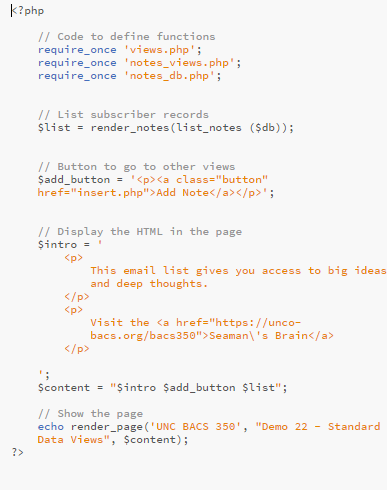 <?php
// Code to define functions
require_once 'views.php';
require_once 'notes_views.php';
require_once 'notes_db.php';
// List subscriber records
$list = render_notes(list_notes ($db));
// Button to go to other views
$add_button = '<p><a class="button"
href="insert.php">Add Note</a></p>';
// Display the HTML in the page
$intro = '
<p>
This email list gives you access to big ideas
and deep thoughts.
</p>
<p>
Visit the <a href="https://unco-
bacs.org/bacs350">Seaman\'s Brain</a>
</p>
';
$content = "$intro $add_button $list";
// Show the page
echo render_page('UNC BACS 350', "Demo 22 - Standard
Data Views", $content);
?>